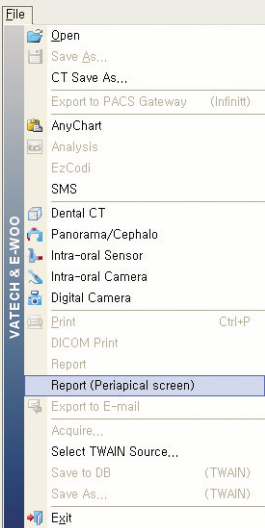 File
Open
Save As...
CT Save As...
Export to PACS Gateway (Infinitt)
AnyChart
Analysis
EzCodi
SMS
Dental CT
Panorama/Cephalo
Intra-oral Sensor
Intra-oral Camera
Digital Camera
Print Ctrl+P
DICOM Print
Report
Report (Periapical screen)
Export to E-mail
Acquire...
Select TWAIN Source...
Save to DB (TWAIN)
Save As... (TWAIN)
Exit
VATECH & E-WOO